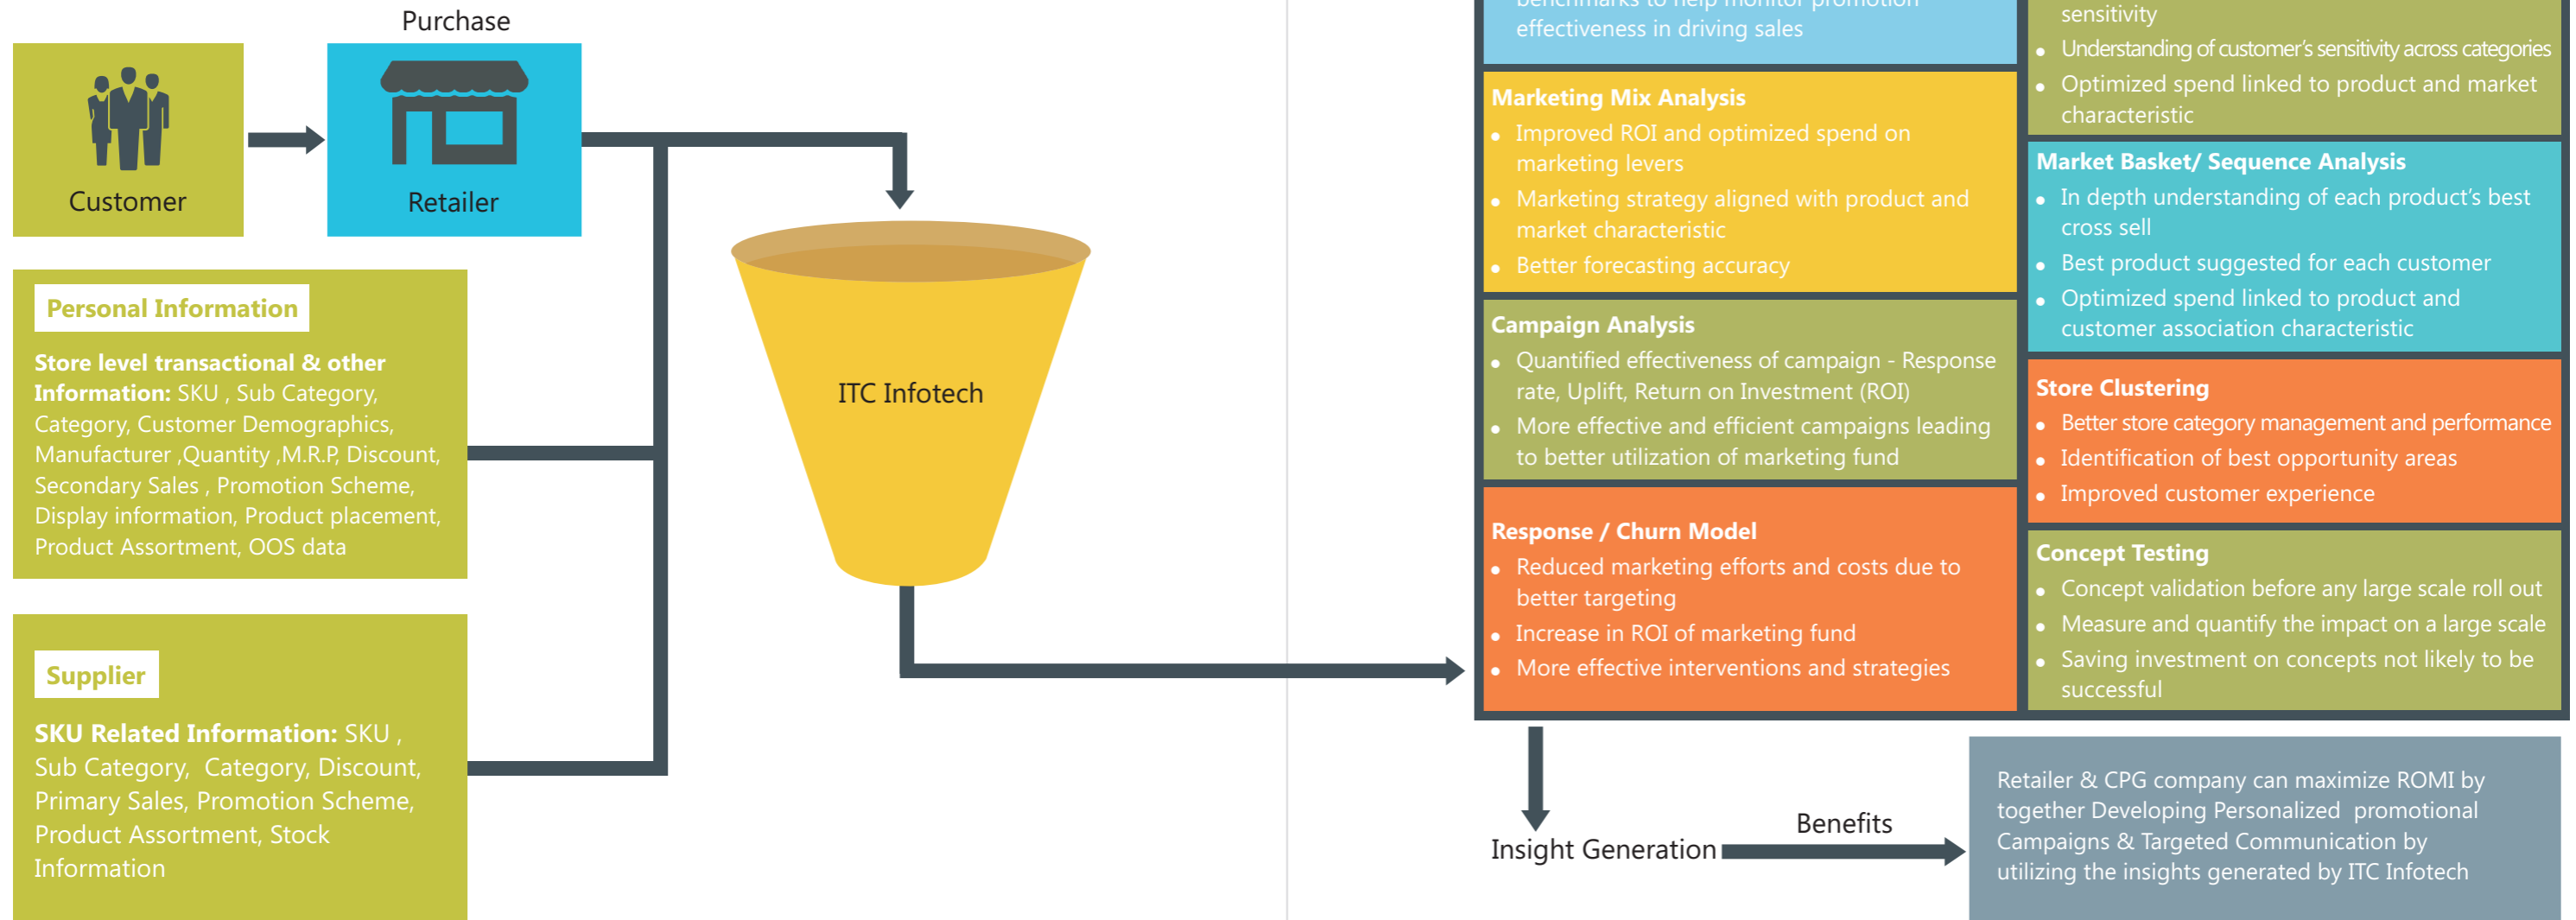 Purchase
Customer
Retailer
Personal Information
Store level transactional & other
Information: SKU , Sub Category,
Category, Customer Demographics,
Manufacturer ,Quantity ,M.R.P, Discount,
Secondary Sales , Promotion Scheme,
Display information, Product placement,
Product Assortment, OOS data
Supplier
SKU Related Information: SKU ,
Sub Category,  Category, Discount,
Primary Sales, Promotion Scheme,
Product Assortment, Stock
Information
ITC Infotech
benchmarks to help monitor promotion
effectiveness in driving sales
Marketing Mix Analysis
• Improved ROI and optimized spend on
marketing levers
• Marketing strategy aligned with product and
market characteristic
• Better forecasting accuracy
Campaign Analysis
• Quantified effectiveness of campaign - Response
rate, Uplift, Return on Investment (ROI)
• More effective and efficient campaigns leading
to better utilization of marketing fund
Response / Churn Model
• Reduced marketing efforts and costs due to
better targeting
• Increase in ROI of marketing fund
• More effective interventions and strategies
sensitivity
• Understanding of customer’s sensitivity across categories
• Optimized spend linked to product and market
characteristic
Market Basket/ Sequence Analysis
• In depth understanding of each product’s best
cross sell
• Best product suggested for each customer
• Optimized spend linked to product and
customer association characteristic
Store Clustering
• Better store category management and performance
• Identification of best opportunity areas
• Improved customer experience
Concept Testing
• Concept validation before any large scale roll out
• Measure and quantify the impact on a large scale
• Saving investment on concepts not likely to be
successful
Insight Generation
Benefits
Retailer & CPG company can maximize ROMI by
together Developing Personalized  promotional
Campaigns & Targeted Communication by
utilizing the insights generated by ITC Infotech